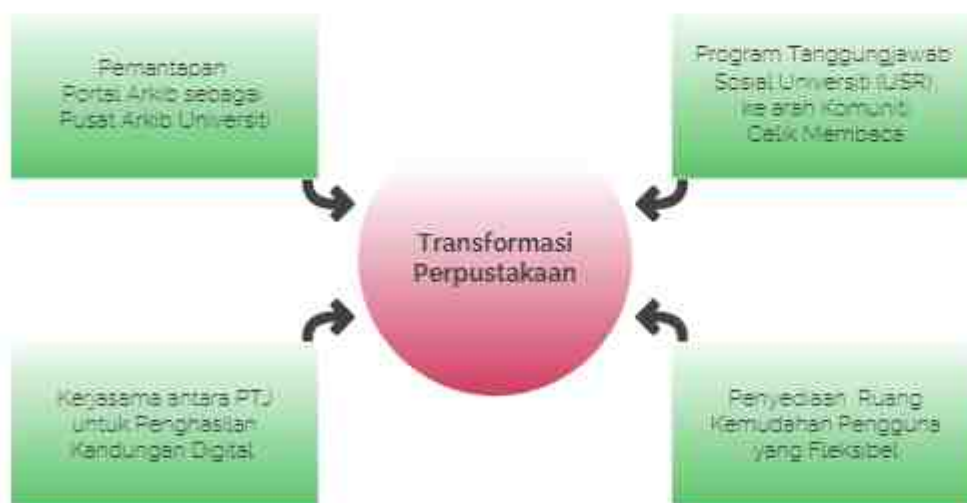 Pemantapan
Portal Arkib sebagai
Pusat Arkib Universiti
Program Tanggungjawab
Sosial Universiti (USR)
ke arah Komuniti
Celik Membaca
Transformasi
Perpustakaan
Kerjasama antara PTJ
untuk Penghasilan
Kandungan Digital
Penyediaan Ruang
Kemudahan Pengguna
yang Fleksibel